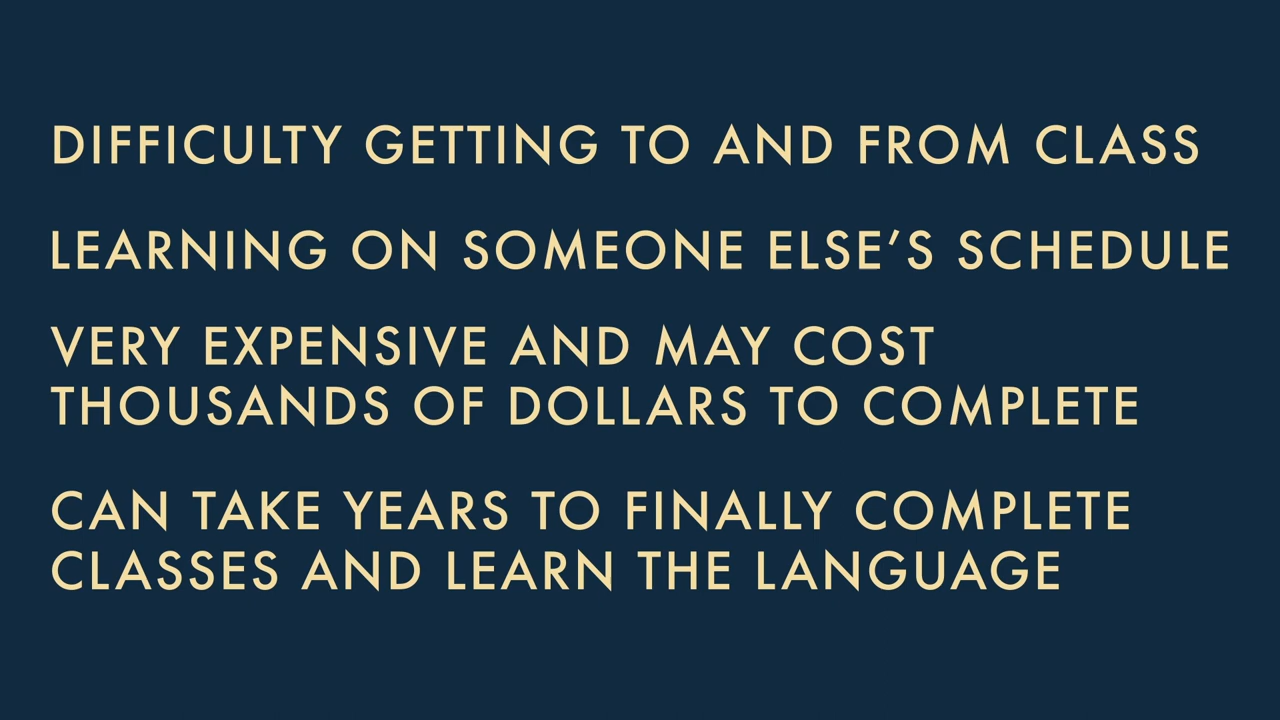 DIFFICULTY GETTING TO AND FROM CLASS
LEARNING ON SOMEONE ELSE’S SCHEDULE
VERY EXPENSIVE AND MAY COST
THOUSANDS OF DOLLARS TO COMPLETE
CAN TAKE YEARS TO FINALLY COMPLETE
CLASSES AND LEARN THE LANGUAGE